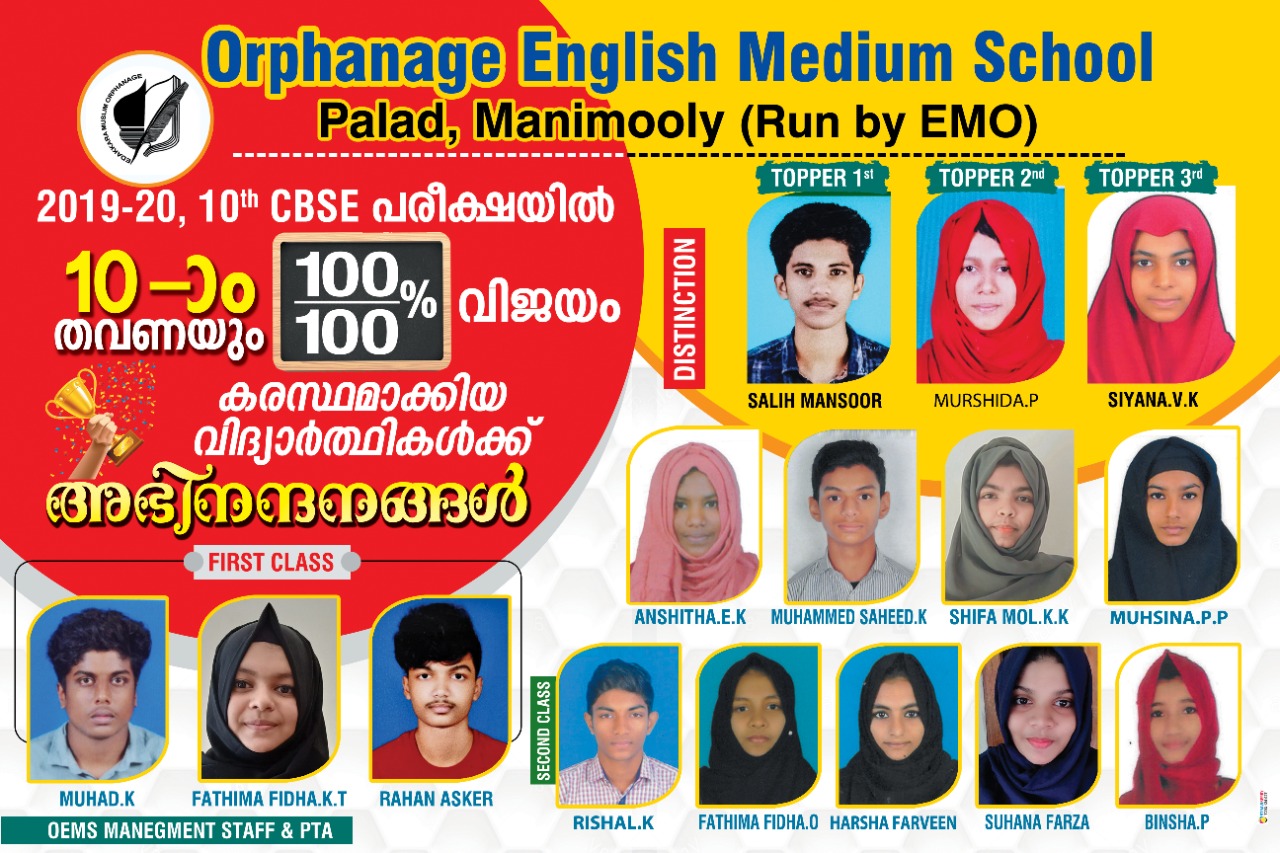 Orphanage English Medium School
Palad, Manimooly (Run by EMO)
EDAKKARA MUSLIM ORPHANAGE
2019-20, 10th CBSE പരീക്ഷയിൽ
10-ാം
തവണയും
100
100
%
വിജയം
കരസ്ഥമാക്കിയ
വിദ്യാർത്ഥികൾക്ക്
അഭിനന്ദനങ്ങൾ
DISTINCTION
TOPPER 1st TOPPER 2nd TOPPER 3rd
SALIH MANSOOR MURSHIDA.P SIYANA.V.K
ANSHITHA.E.K MUHAMMED SAHEED.K SHIFA MOL.K.K MUHSINA.P.P
FIRST CLASS
MUHAD.K FATHIMA FIDHA.K.T RAHAN ASKER
SECOND CLASS
RISHAL.K FATHIMA FIDHA.O HARSHA FARVEEN SUHANA FARZA BINSHA.P
OEMS MANEGMENT STAFF & PTA